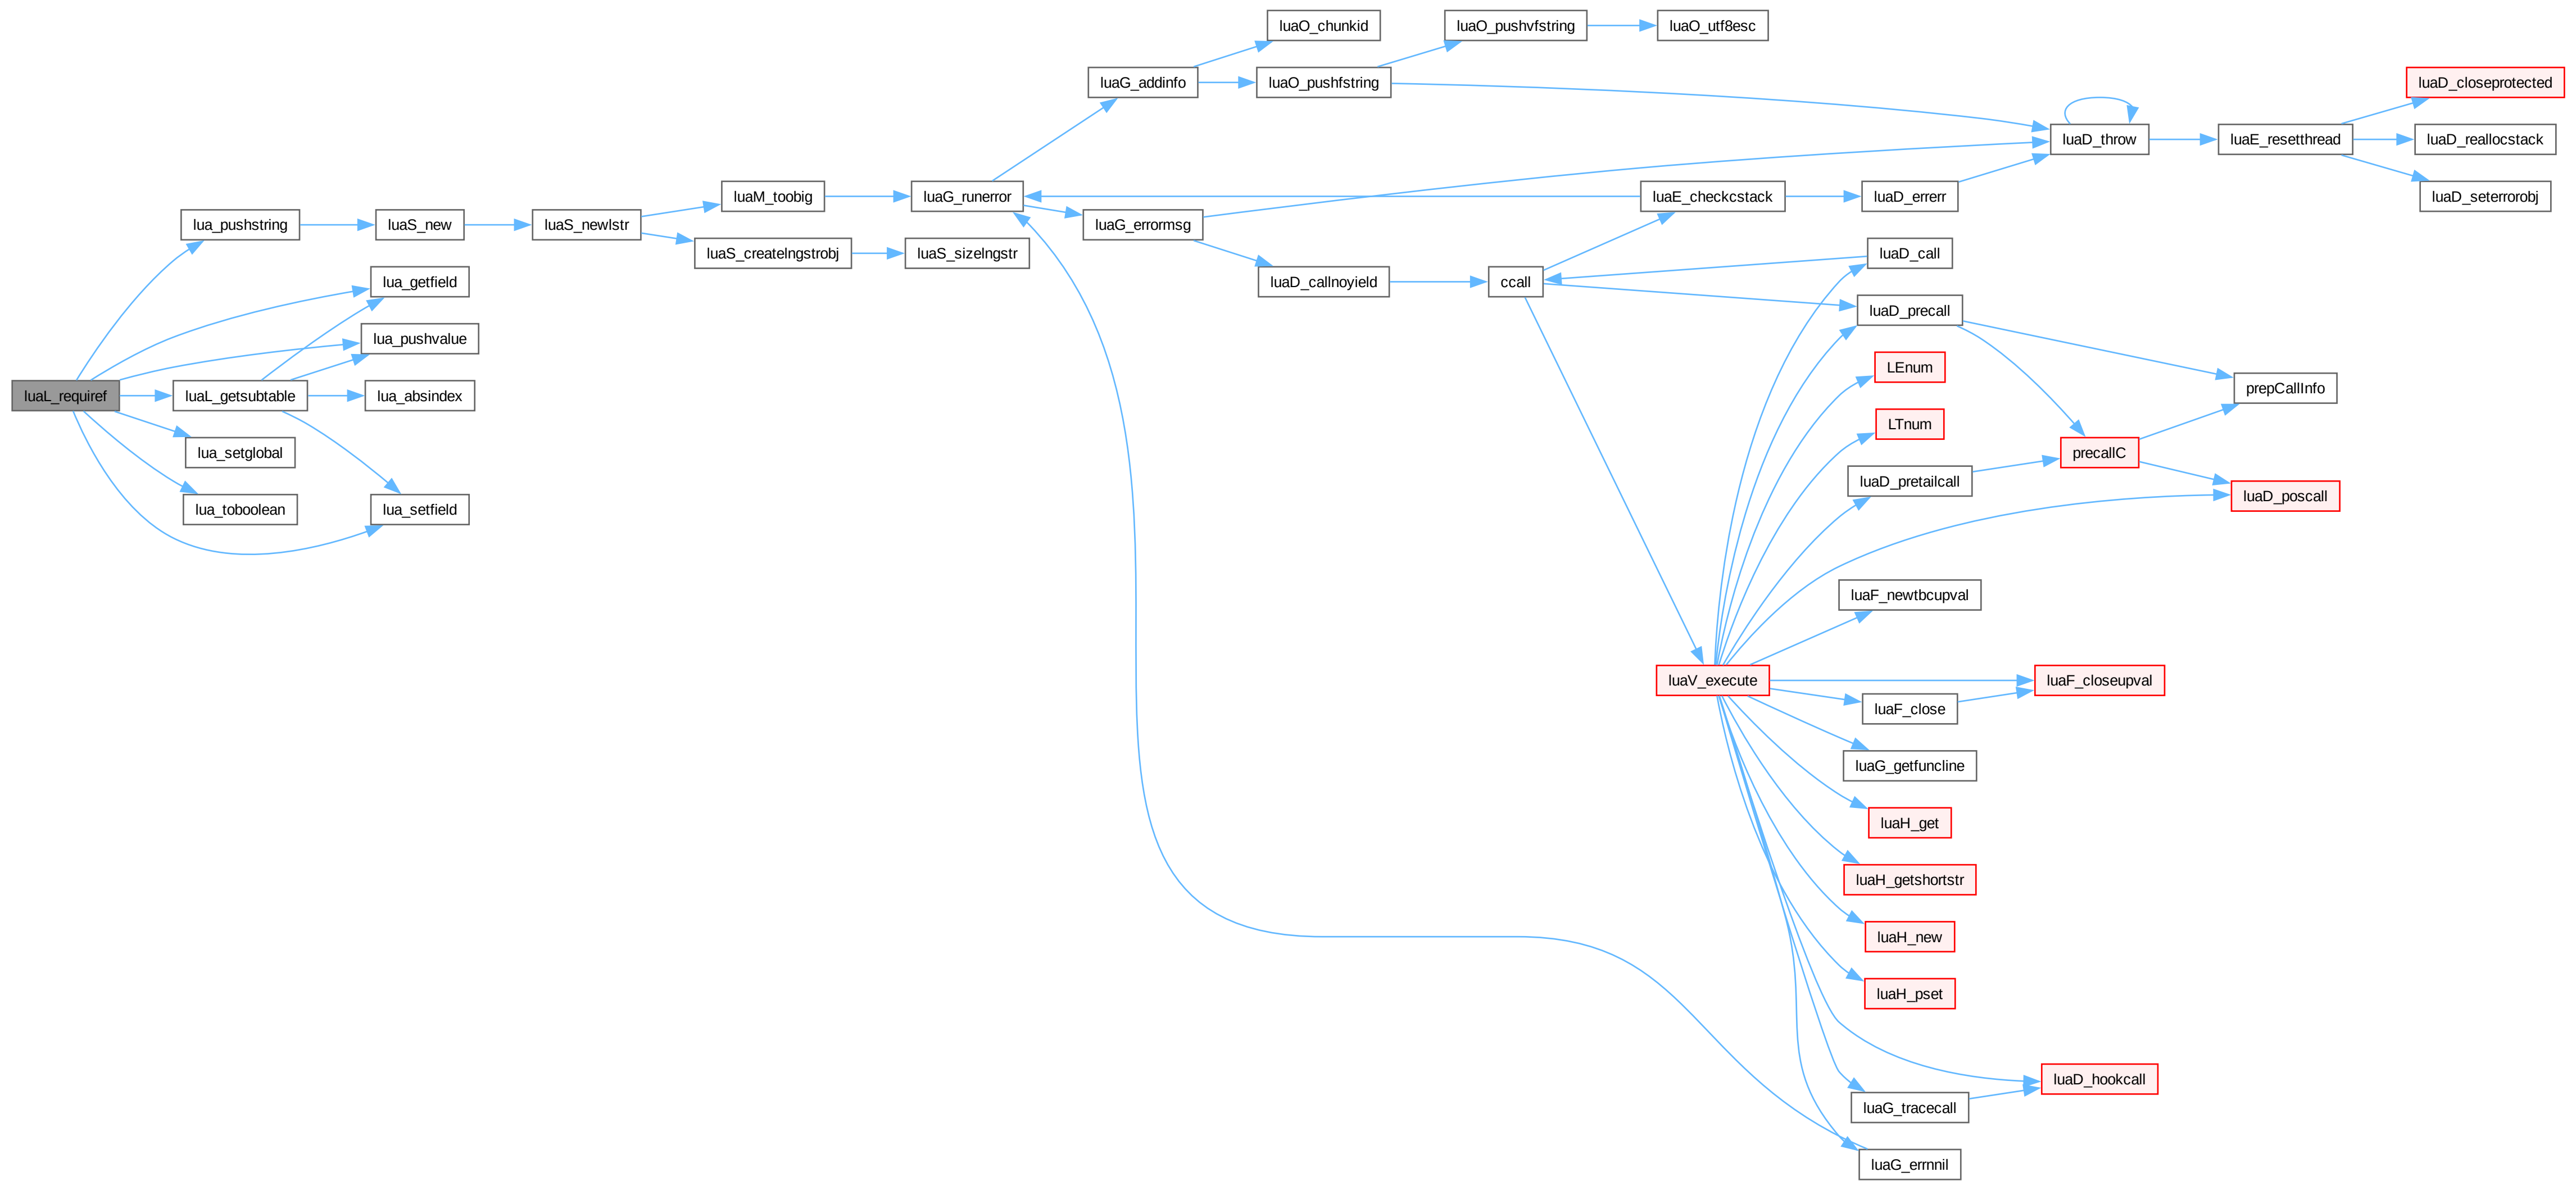 luaO_chunkid
luaO_pushvfstring
luaO_utf8esc
luaG_addinfo
luaO_pushfstring
luaD_closeprotected
luaD_throw
luaE_resetthread
luaD_reallocstack
luaM_toobig
luaG_runerror
luaE_checkcstack
luaD_errerr
luaD_seterrorobj
lua_pushstring
luaS_new
luaS_newlstr
luaG_errormsg
luaS_createlngstrobj
luaS_sizelngstr
luaD_call
lua_getfield
luaD_callnoyield
ccall
luaD_precall
lua_pushvalue
LEnum
prepCallInfo
luaL_requiref
luaL_getsubtable
lua_absindex
LTnum
lua_setglobal
precallC
luaD_pretailcall
luaD_poscall
lua_toboolean
lua_setfield
luaF_newtbcupval
luaV_execute
luaF_closeupval
luaF_close
luaG_getfuncline
luaH_get
luaH_getshortstr
luaH_new
luaH_pset
luaD_hookcall
luaG_tracecall
luaG_errnnil